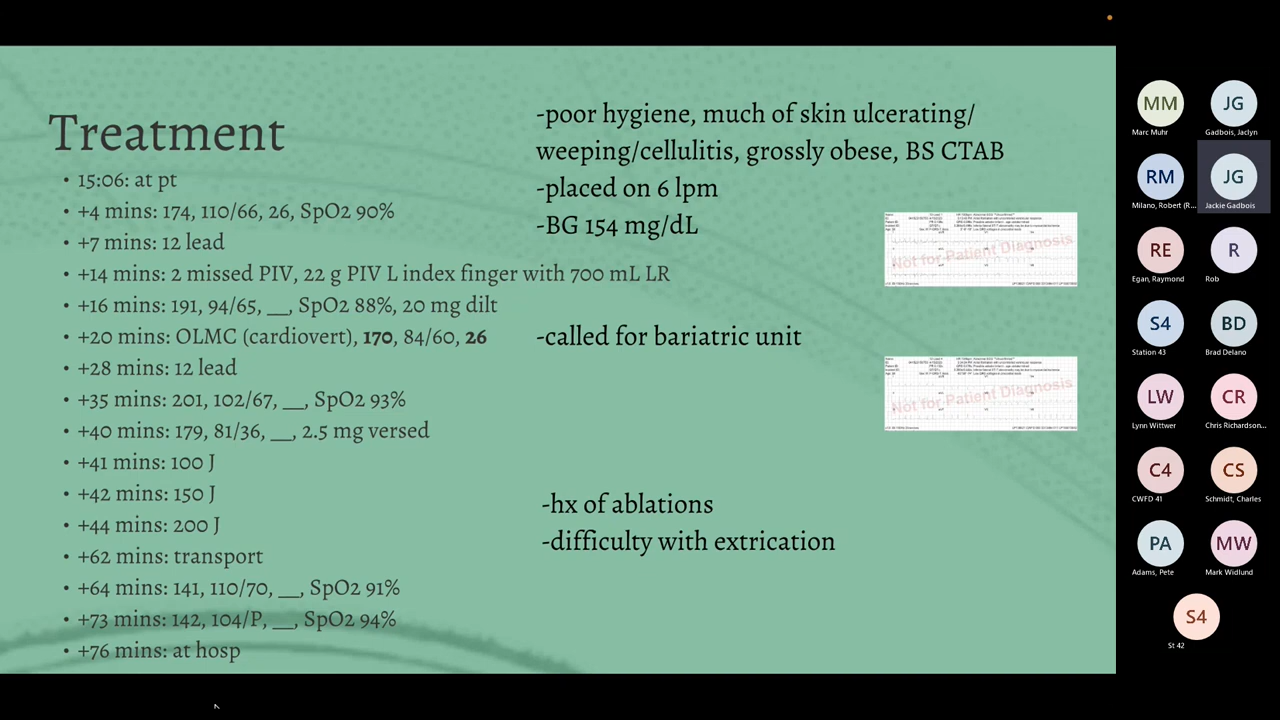 Treatment
• 15:06: at pt
• +4 mins: 174, 110/66, 26, SpO2 90%
• +7 mins: 12 lead
• +14 mins: 2 missed PIV, 22 g PIV L index finger with 700 mL LR
• +16 mins: 191, 94/65, __, SpO2 88%, 20 mg dilt
• +20 mins: OLMC (cardiovert), 170, 84/60, 26
• +28 mins: 12 lead
• +35 mins: 201, 102/67, __, SpO2 93%
• +40 mins: 179, 81/36, __, 2.5 mg versed
• +41 mins: 100 J
• +42 mins: 150 J
• +44 mins: 200 J
• +62 mins: transport
• +64 mins: 141, 110/70, __, SpO2 91%
• +73 mins: 142, 104/P, __, SpO2 94%
• +76 mins: at hosp
-poor hygiene, much of skin ulcerating/
weeping/cellulitis, grossly obese, BS CTAB
-placed on 6 lpm
-BG 154 mg/dL
-called for bariatric unit
-hx of ablations
-difficulty with extrication
Not for Patient Diagnosis
Not for Patient Diagnosis
MM
Marc Muhr
JG
Gadbois, Jaclyn
RM
Milano, Robert (R...
JG
Jackie Gadbois
RE
Egan, Raymond
R
Rob
S4
Station 43
BD
Brad Delano
LW
Lynn Wittwer
CR
Chris Richardson...
C4
CWFD 41
CS
Schmidt, Charles
PA
Adams, Pete
MW
Mark Widlund
S4
St 42